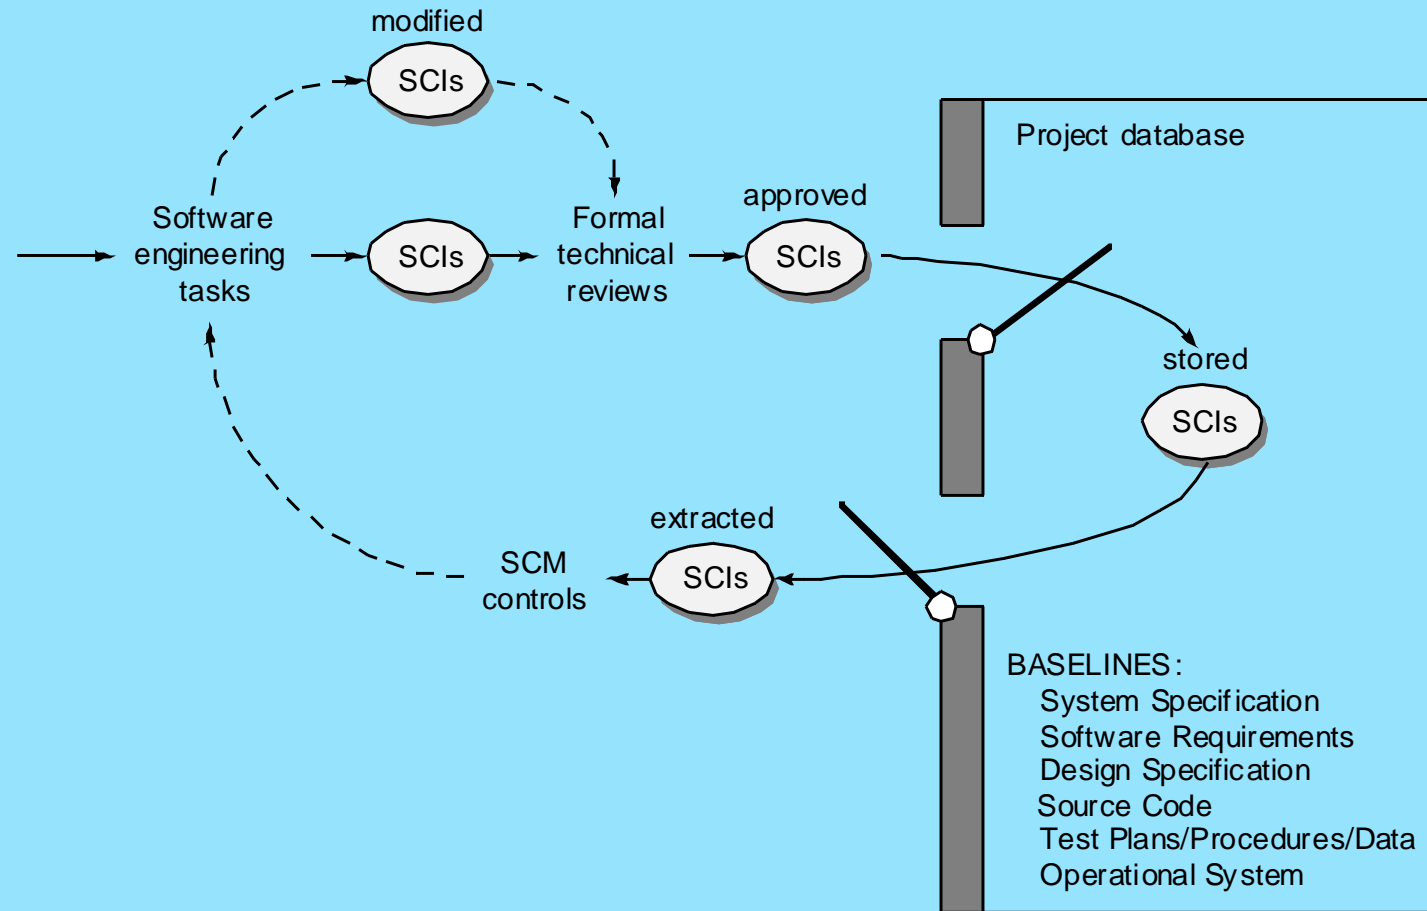 modified
SCIs
Project database
approved
Software
engineering
tasks
SCIs
Formal
technical
reviews
SCIs
stored
SCIs
extracted
SCIs
SCM
controls
BASELINES:
System Specification
Software Requirements
Design Specification
Source Code
Test Plans/Procedures/Data
Operational System